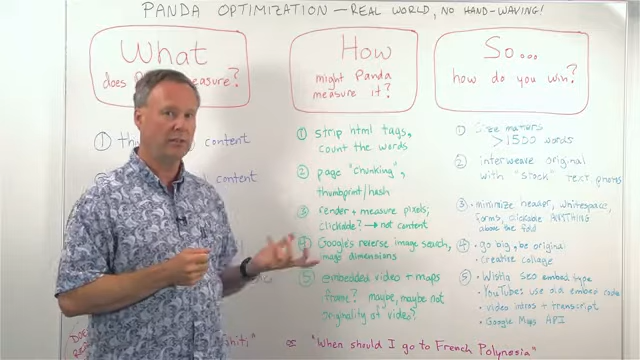 PANDA OPTIMIZATION — REAL WORLD, NO HAND-WAVING!
What
does measure?
① content
content
How
might Panda
measure it?
① strip html tags,
count the words
② page "chunking",
thumbprint/hash
③ render + measure pixels;
clickable? → not content
④ Google's reverse image search,
dimensions
⑤ embedded video + maps
frame? maybe, maybe not
originality of video?
So...
how do you win?
① Size matters
>1500 words
② interweave original
with "stock" text, photos
③ • minimize header, whitespace,
forms, clickable ANYTHING
above the fold
④ • go big, be original
• creative collage
⑤ • Wistia SEO embed type
• YouTube: use old embed code
• video intros + transcript
• Google Maps API
"When should I go to French Polynesia"